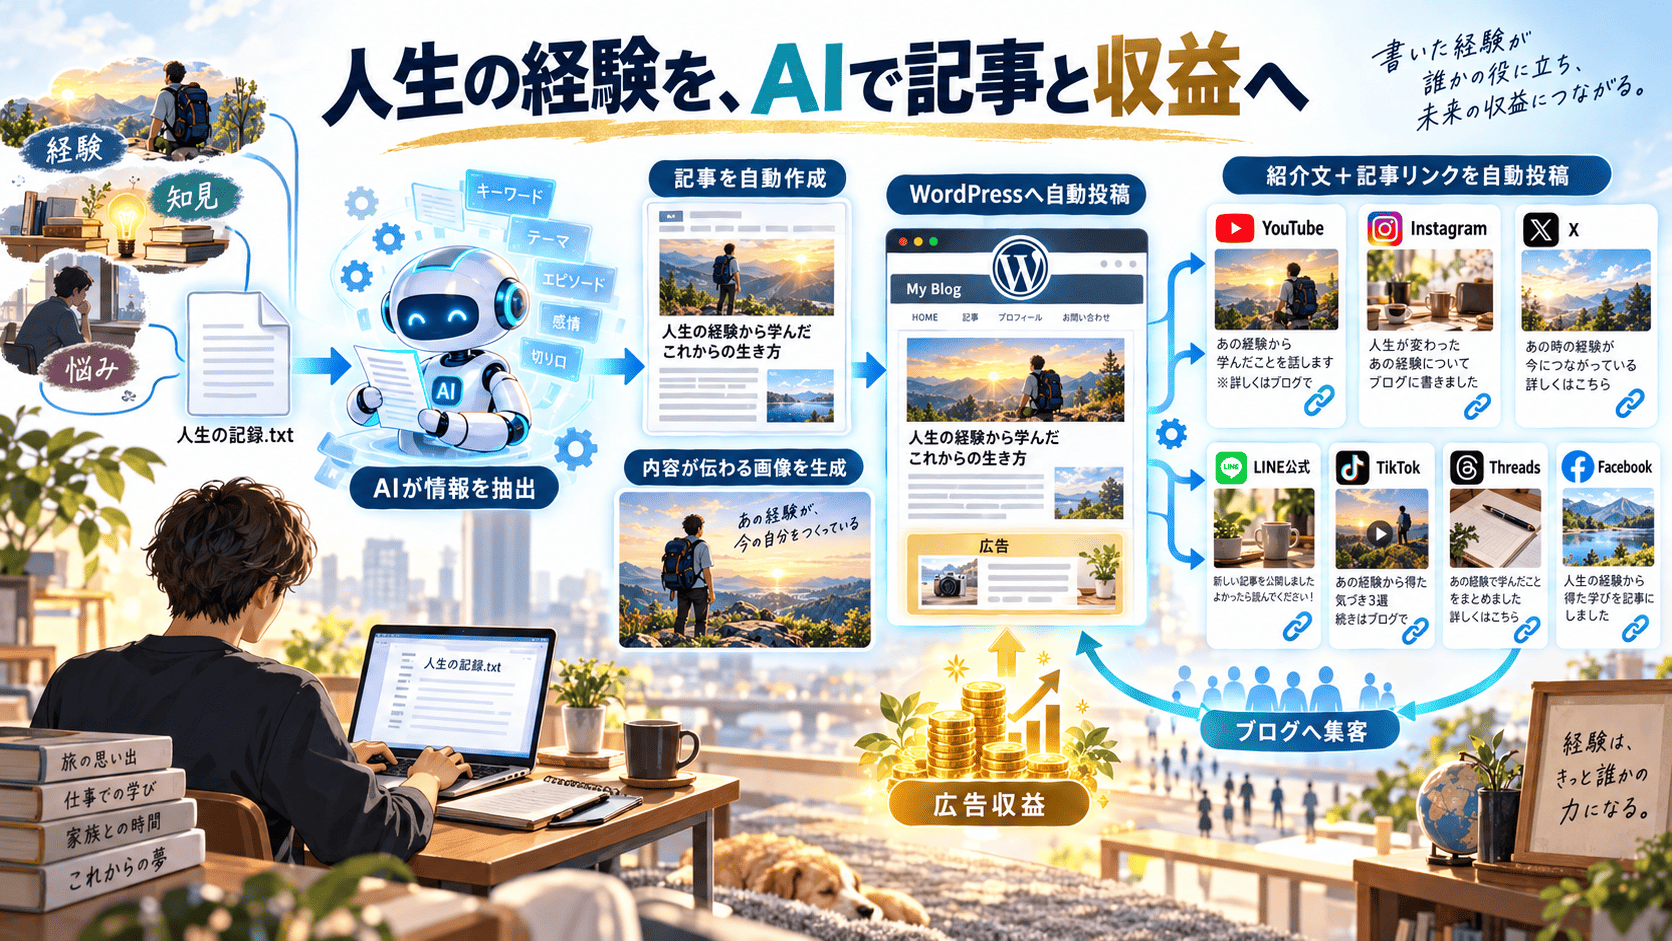 人生の経験を、AIで記事と収益へ
書いた経験が
誰かの役に立ち、
未来の収益につながる。
経験
知見
悩み
人生の記録.txt
キーワード
テーマ
エピソード
感情
切り口
AI
AIが情報を抽出
記事を自動作成
人生の経験から学んだ
これからの生き方
内容が伝わる画像を生成
あの経験が、
今の自分をつくっている
WordPressへ自動投稿
W
My Blog
HOME 記事 プロフィール お問い合わせ
人生の経験から学んだ
これからの生き方
広告
広告収益
紹介文＋記事リンクを自動投稿
YouTube
あの経験から
学んだことを話します
※詳しくはブログで
Instagram
人生が変わった
あの経験について
ブログに書きました
X
あの時の経験が
今につながっている
詳しくはこちら
LINE
LINE公式
新しい記事を公開しました
よかったら読んでください！
TikTok
あの経験から得た
気づき3選
続きはブログで
Threads
あの経験で学んだこと
をまとめました
詳しくはこちら
Facebook
人生の経験から
得た学びを記事に
しました
ブログへ集客
人生の記録.txt
旅の思い出
仕事での学び
家族との時間
これからの夢
経験は、
きっと誰かの
力になる。